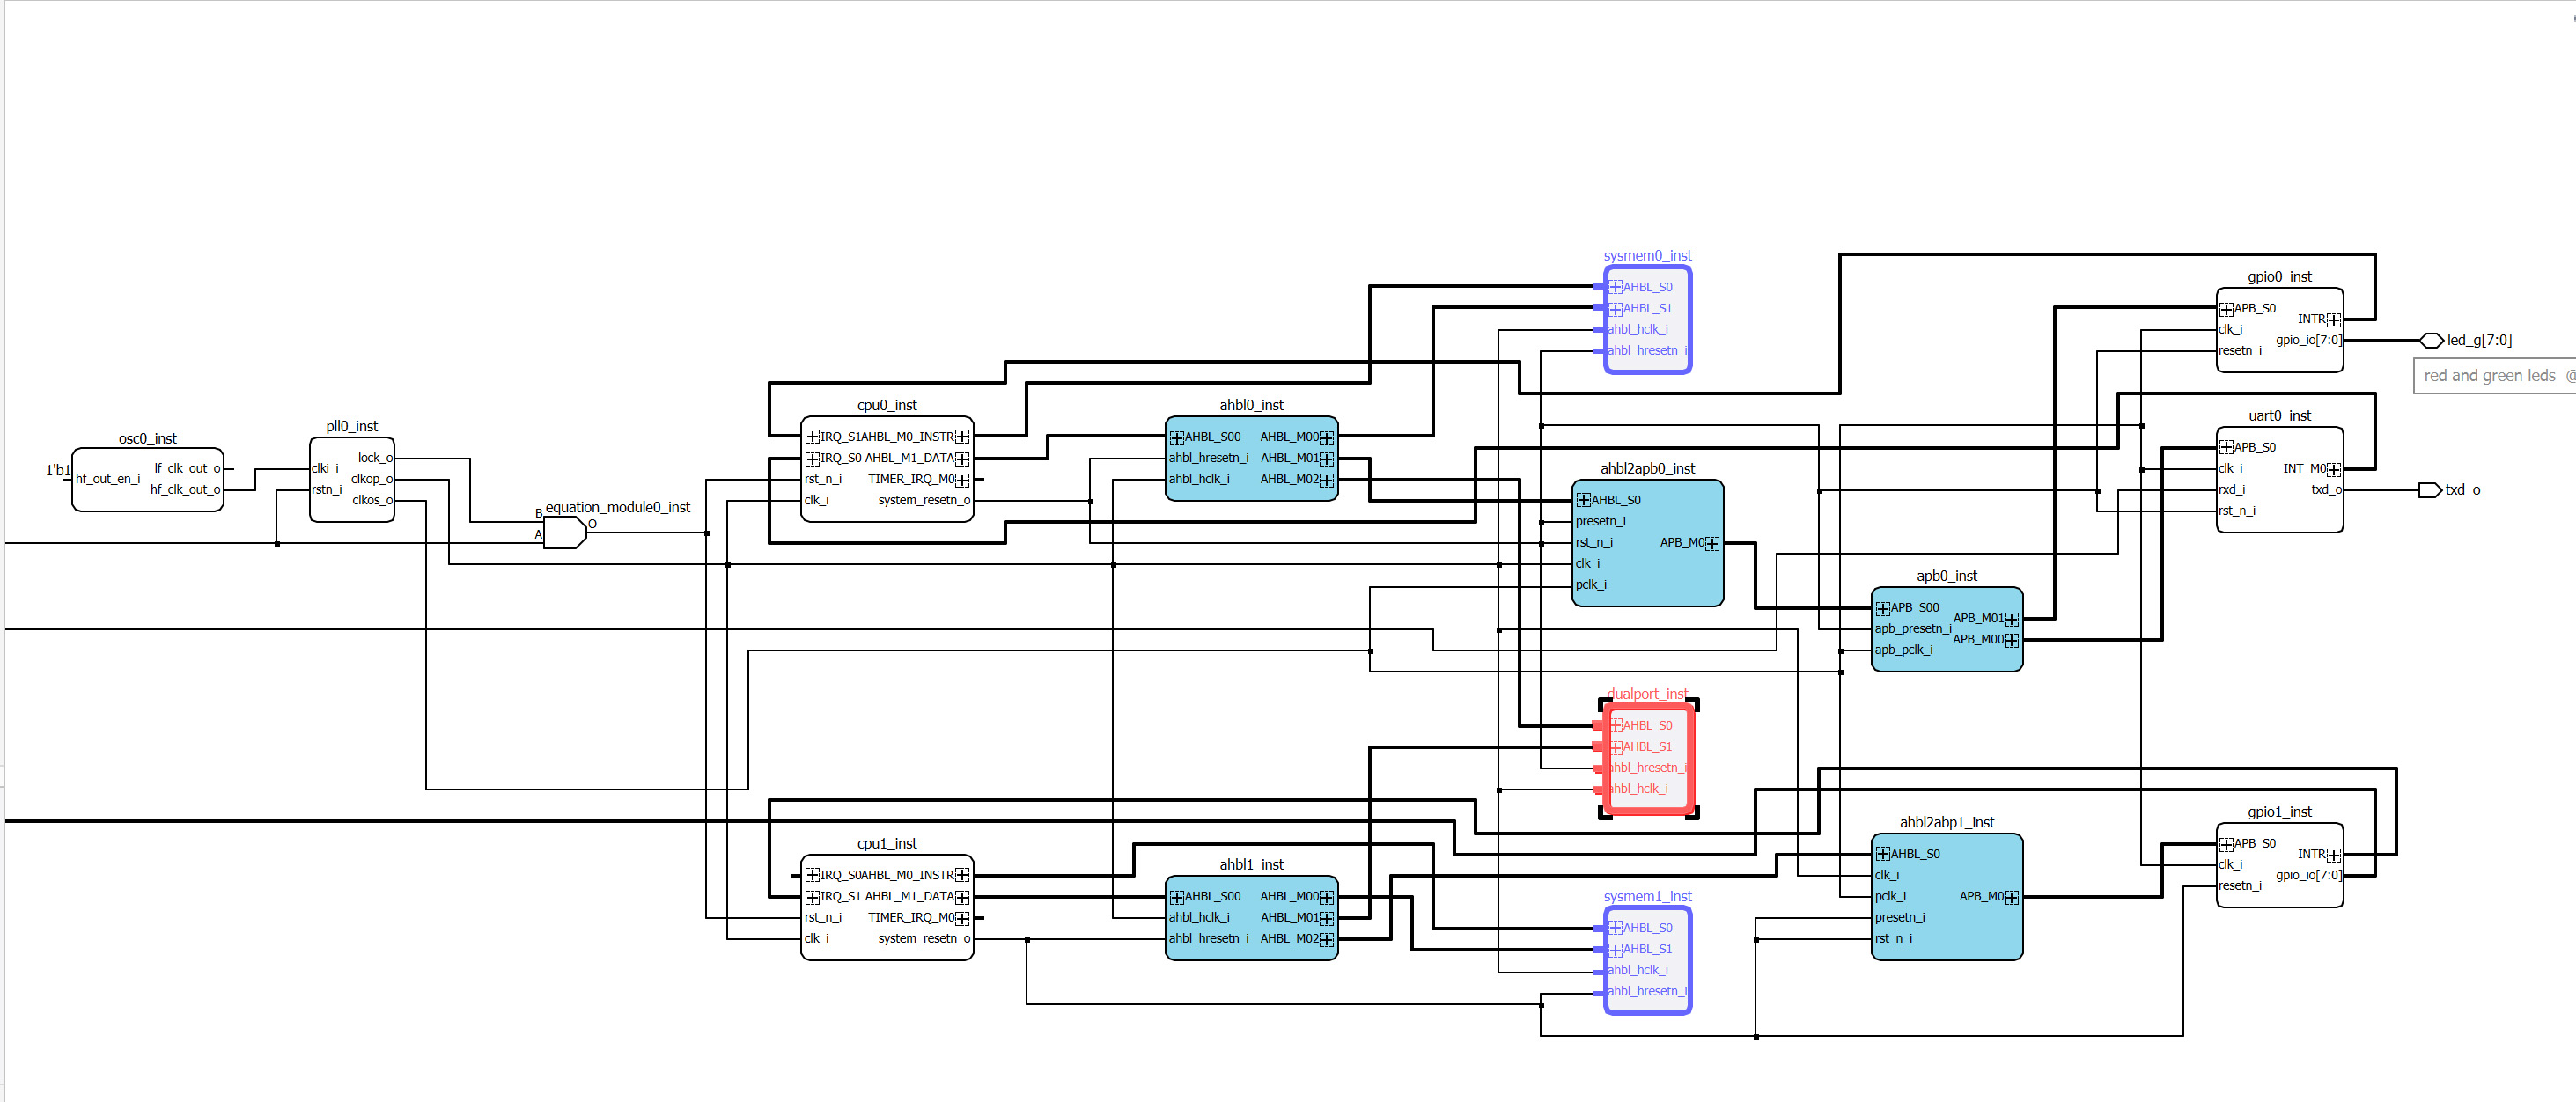 osc0_inst
1'b1
hf_out_en_i
lf_clk_out_o
hf_clk_out_o
pll0_inst
clki_i
rstn_i
lock_o
clkop_o
clkos_o
equation_module0_inst
B
A
O
cpu0_inst
IRQ_S1 AHBL_M0_INSTR
IRQ_S0 AHBL_M1_DATA
rst_n_i TIMER_IRQ_M0
clk_i system_resetn_o
ahbl0_inst
AHBL_S00 AHBL_M00
ahbl_hresetn_i AHBL_M01
ahbl_hclk_i AHBL_M02
sysmem0_inst
AHBL_S0
AHBL_S1
ahbl_hclk_i
ahbl_hresetn_i
ahbl2apb0_inst
AHBL_S0
presetn_i
rst_n_i APB_M0
clk_i
pclk_i
apb0_inst
APB_S00
APB_M01
apb_presetn_i
APB_M00
apb_pclk_i
gpio0_inst
APB_S0
INTR
clk_i
gpio_io[7:0]
resetn_i
led_g[7:0]
red and green leds @
uart0_inst
APB_S0
clk_i INT_M0
rxd_i txd_o
rst_n_i
txd_o
dualport_inst
AHBL_S0
AHBL_S1
ahbl_hresetn_i
ahbl_hclk_i
cpu1_inst
IRQ_S0 AHBL_M0_INSTR
IRQ_S1 AHBL_M1_DATA
rst_n_i TIMER_IRQ_M0
clk_i system_resetn_o
ahbl1_inst
AHBL_S00 AHBL_M00
ahbl_hclk_i AHBL_M01
ahbl_hresetn_i AHBL_M02
sysmem1_inst
AHBL_S0
AHBL_S1
ahbl_hclk_i
ahbl_hresetn_i
ahbl2abp1_inst
AHBL_S0
clk_i
pclk_i APB_M0
presetn_i
rst_n_i
gpio1_inst
APB_S0
INTR
clk_i
gpio_io[7:0]
resetn_i